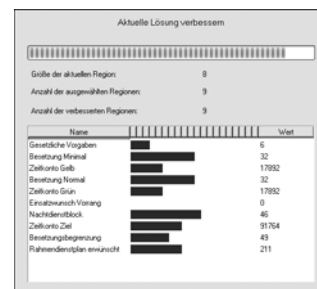 Aktuelle Lösung verbessern
Größe der aktuellen Region: 8
Anzahl der ausgewählten Regionen: 9
Anzahl der verbesserten Regionen: 9
Name Wert
Gesetzliche Vorgaben 6
Besetzung Minimal 32
Zeitkonto Gelb 17892
Besetzung Normal 32
Zeitkonto Grün 17892
Einsatzwunsch Vorrang 0
Nachtdienstblock 46
Zeitkonto Ziel 91764
Besetzungsbegrenzung 49
Rahmendienstplan erwünscht 211